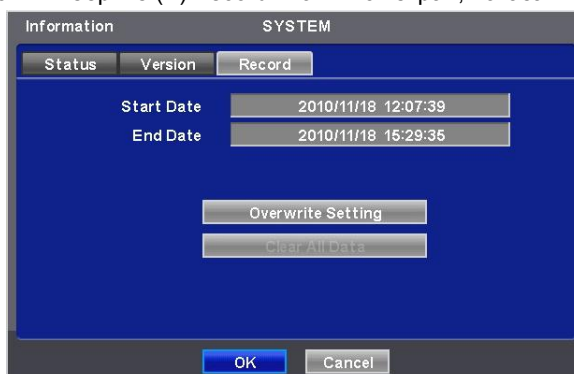 Information SYSTEM
Status Version Record
Start Date 2010/11/18 12:07:39
End Date 2010/11/18 15:29:35
Overwrite Setting
Clear All Data
OK Cancel